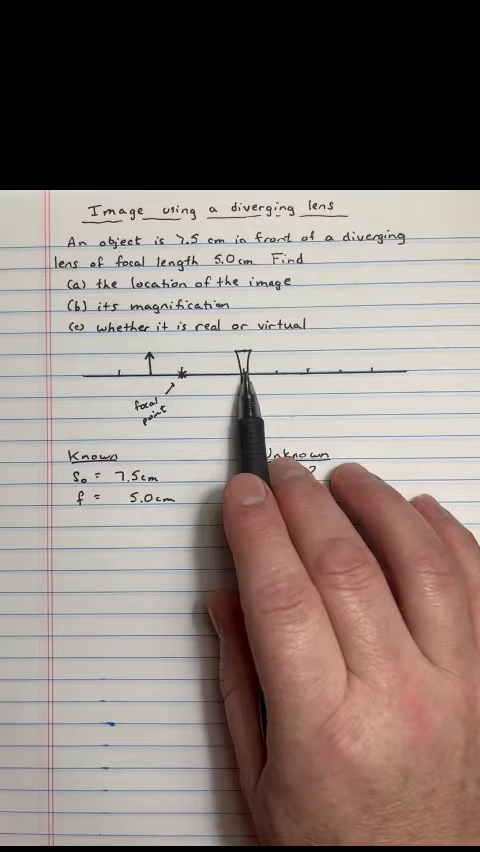 Image using a diverging lens
An object is 7.5 cm in front of a diverging
lens of focal length 5.0 cm. Find
(a) the location of the image
(b) its magnification
(c) whether it is real or virtual
focal
point
Known
Unknown
so = 7.5cm
?
f = 5.0cm